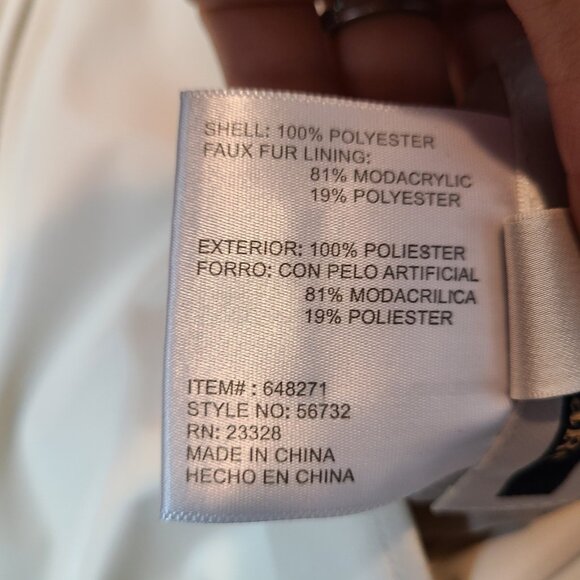 SHELL: 100% POLYESTER
FAUX FUR LINING:
81% MODACRYLIC
19% POLYESTER
EXTERIOR: 100% POLIESTER
FORRO: CON PELO ARTIFICIAL
81% MODACRILICA
19% POLIESTER
ITEM# : 648271
STYLE NO: 56732
RN: 23328
MADE IN CHINA
HECHO EN CHINA